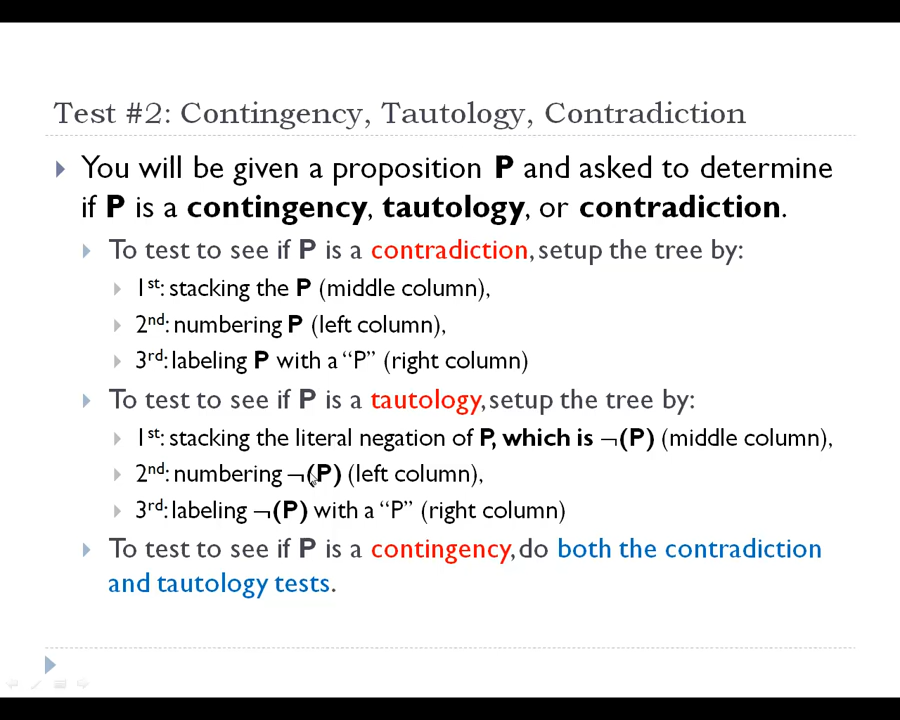 Test #2: Contingency, Tautology, Contradiction
You will be given a proposition P and asked to determine
if P is a contingency, tautology, or contradiction.
To test to see if P is a contradiction, setup the tree by:
1st: stacking the P (middle column),
2nd: numbering P (left column),
3rd: labeling P with a “P” (right column)
To test to see if P is a tautology, setup the tree by:
1st: stacking the literal negation of P, which is ¬(P) (middle column),
2nd: numbering ¬(P) (left column),
3rd: labeling ¬(P) with a “P” (right column)
To test to see if P is a contingency, do both the contradiction
and tautology tests.